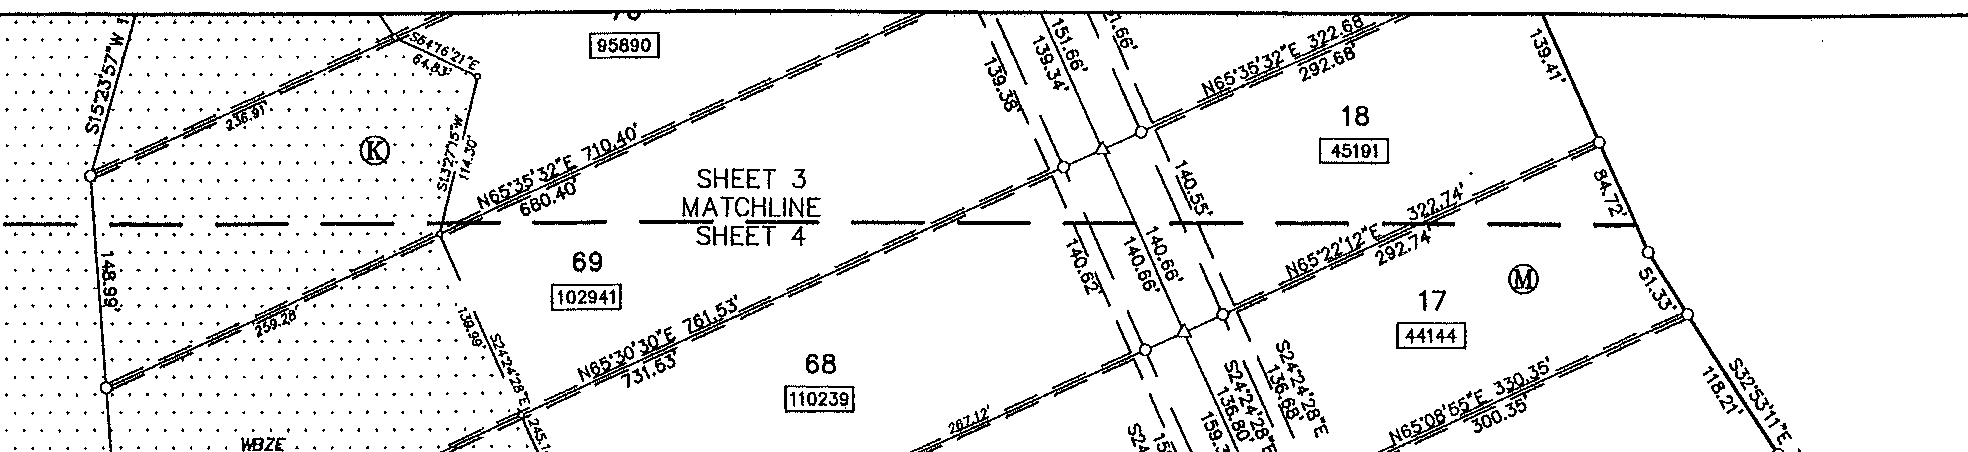 95890
S64°16'21"E
64.83'
S15°23'57"W
236.91'
K
S13°27'15"W
114.30'
N65°35'32"E 710.40'
680.40'
139.38'
151.66'
139.34'
N65°35'32"E 322.68'
292.68'
139.41'
18
45191
SHEET 3
MATCHLINE
SHEET 4
140.55'
84.72'
148.69'
69
102941
140.62'
140.66'
140.66'
N65°22'12"E 322.74'
292.74'
M
51.33'
259.28'
139.99'
S24°24'28"E
N65°30'30"E 761.53'
731.53'
17
44144
68
110239
S24°24'28"E
136.80'
S24°24'28"E
136.68'
267.12'
N65°08'55"E 330.35'
300.35'
S32°53'11"E
118.21'
WBZE